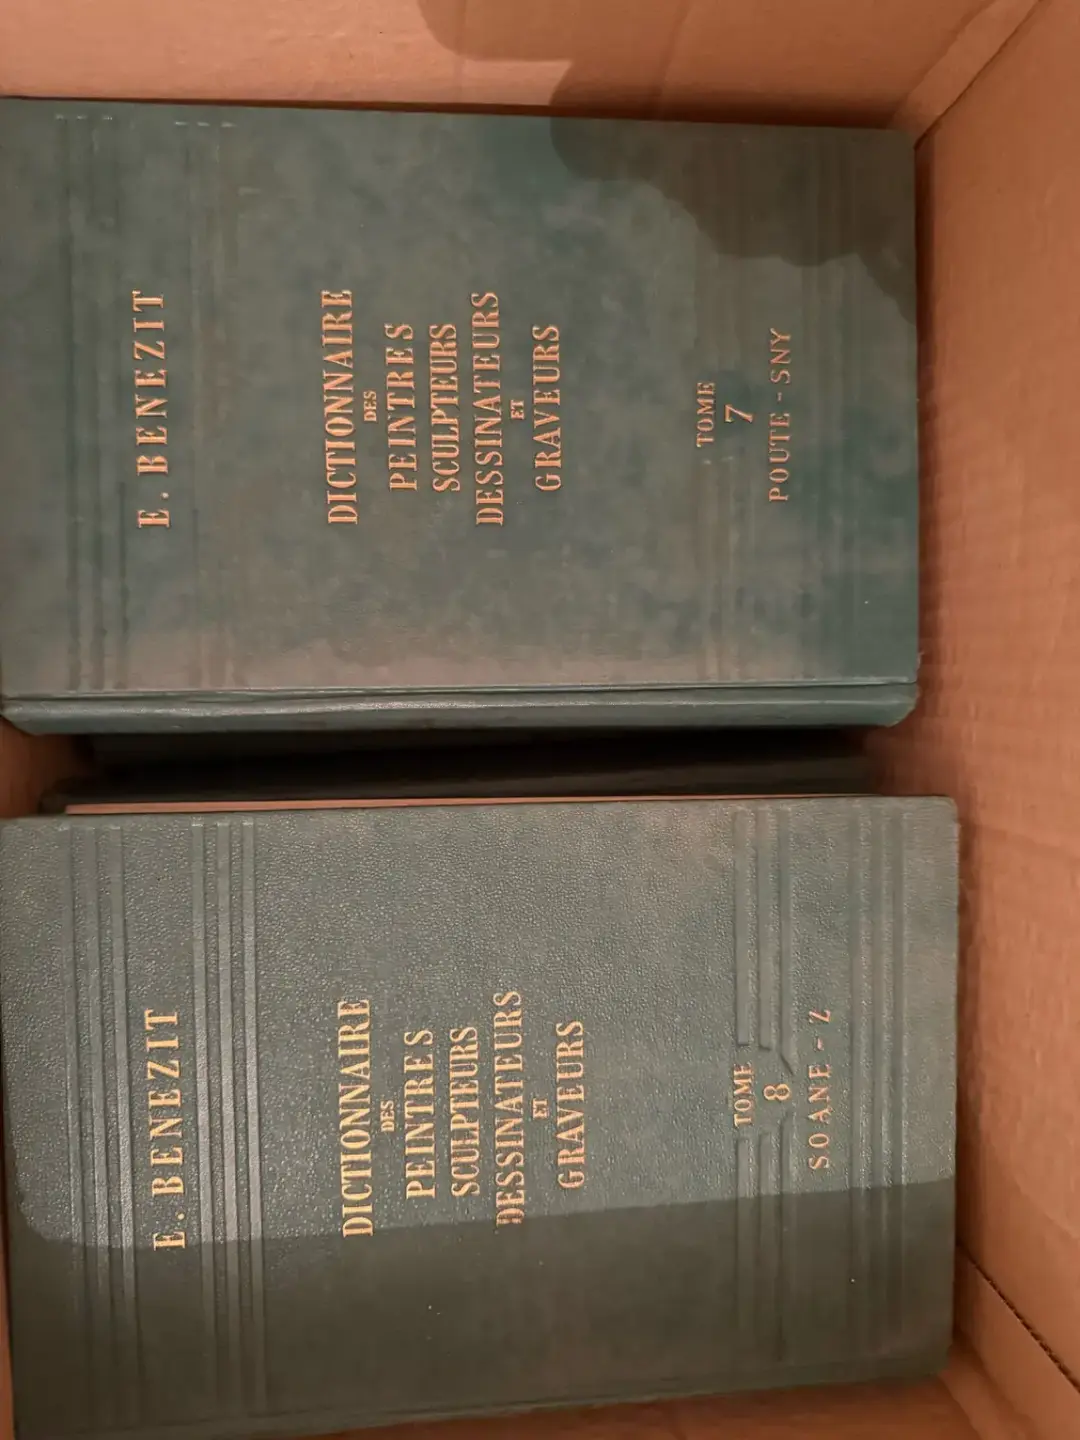 E. BENEZIT
DICTIONNAIRE
DES
PEINTRES
SCULPTEURS
DESSINATEURS
ET
GRAVEURS
TOME
7
POUTE - SNY
E. BENEZIT
DICTIONNAIRE
DES
PEINTRES
SCULPTEURS
DESSINATEURS
ET
GRAVEURS
TOME
8
SOANE - Z